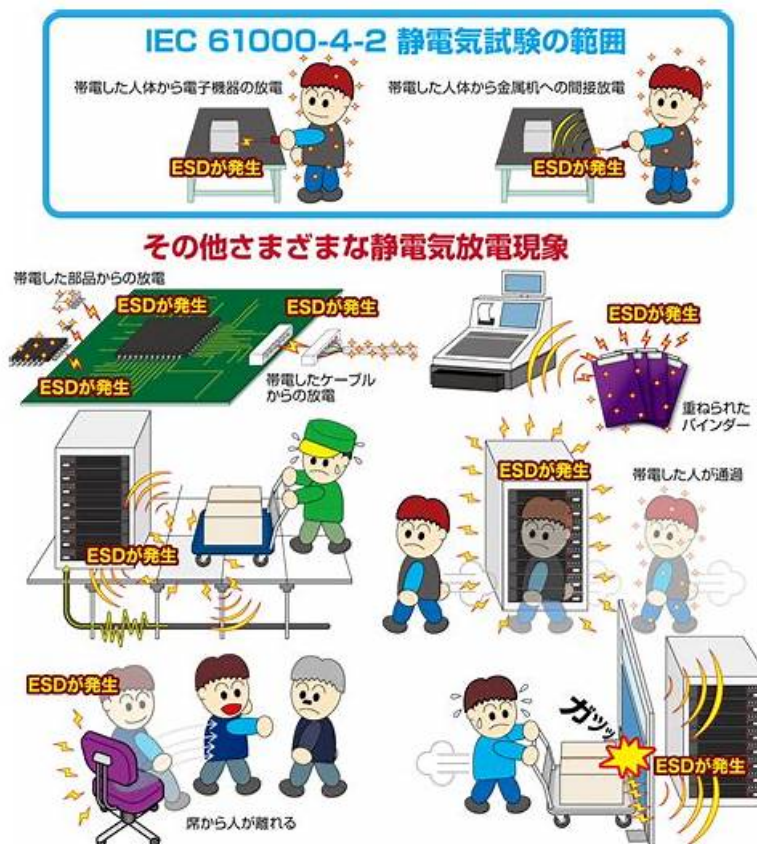 IEC 61000-4-2 静電気試験の範囲
帯電した人体から電子機器の放電
帯電した人体から金属机への間接放電
ESDが発生
ESDが発生
その他さまざまな静電気放電現象
帯電した部品からの放電
ESDが発生
ESDが発生
ESDが発生
帯電したケーブル
からの放電
ESDが発生
重ねられた
バインダー
ESDが発生
ESDが発生
帯電した人が通過
ESDが発生
席から人が離れる
ガツッ
ESDが発生